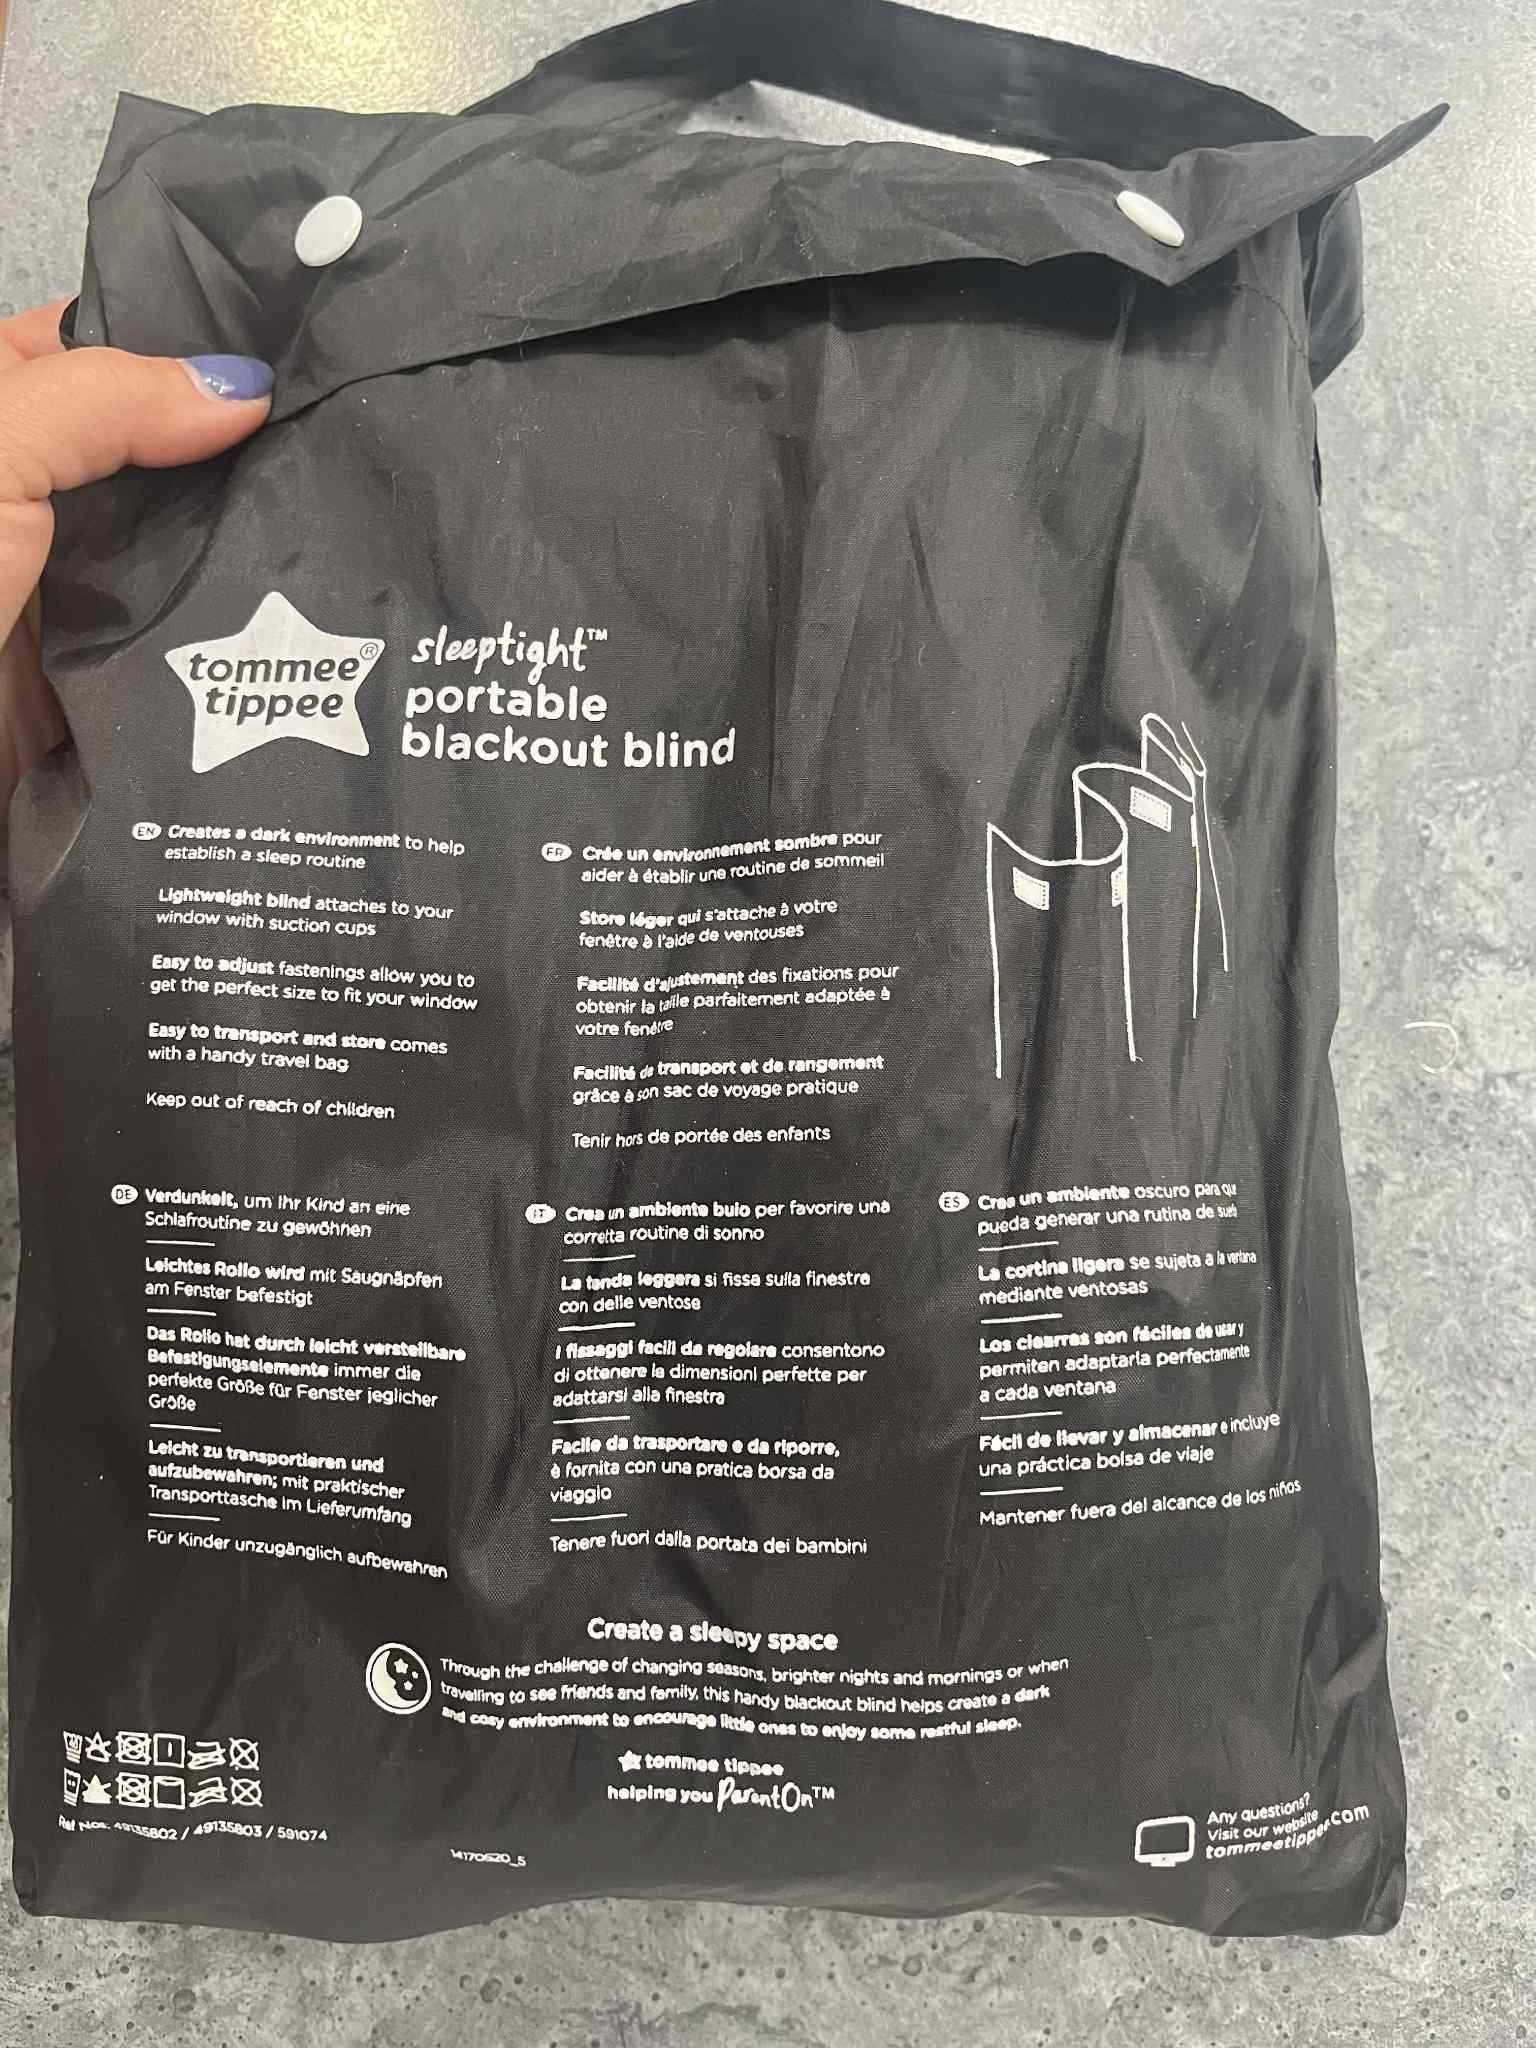 tommee®
tippee
sleeptight™
portable
blackout blind
EN Creates a dark environment to help
establish a sleep routine
Lightweight blind attaches to your
window with suction cups
Easy to adjust fastenings allow you to
get the perfect size to fit your window
Easy to transport and store comes
with a handy travel bag
Keep out of reach of children
FR Crée un environnement sombre pour
aider à établir une routine de sommeil
Store léger qui s'attache à votre
fenêtre à l'aide de ventouses
Facilité d'ajustement des fixations pour
obtenir la taille parfaitement adaptée à
votre fenêtre
Facilité de transport et de rangement
grâce à son sac de voyage pratique
Tenir hors de portée des enfants
DE Verdunkelt, um Ihr Kind an eine
Schlafroutine zu gewöhnen
Leichtes Rollo wird mit Saugnäpfen
am Fenster befestigt
Das Rollo hat durch leicht verstellbare
Befestigungselemente immer die
perfekte Größe für Fenster jeglicher
Größe
Leicht zu transportieren und
aufzubewahren; mit praktischer
Transporttasche im Lieferumfang
Für Kinder unzugänglich aufbewahren
IT Crea un ambiente buio per favorire una
corretta routine di sonno
La tenda leggera si fissa sulla finestra
con delle ventose
I fissaggi facili da regolare consentono
di ottenere le dimensioni perfette per
adattarsi alla finestra
Facile da trasportare e da riporre,
è fornita con una pratica borsa da
viaggio
Tenere fuori dalla portata dei bambini
ES Crea un ambiente oscuro para que
pueda generar una rutina de sueño
La cortina ligera se sujeta a la ventana
mediante ventosas
Los cierres son fáciles de usar y
permiten adaptarla perfectamente
a cada ventana
Fácil de llevar y almacenar e incluye
una práctica bolsa de viaje
Mantener fuera del alcance de los niños
Create a sleepy space
Through the challenge of changing seasons, brighter nights and mornings or when
travelling to see friends and family, this handy blackout blind helps create a dark
and cosy environment to encourage little ones to enjoy some restful sleep.
tommee tippee
helping you ParentOn™
Ref Nos: 49135802 / 49135803 / 591074
14170620_5
Any questions?
Visit our website
tommeetippee.com